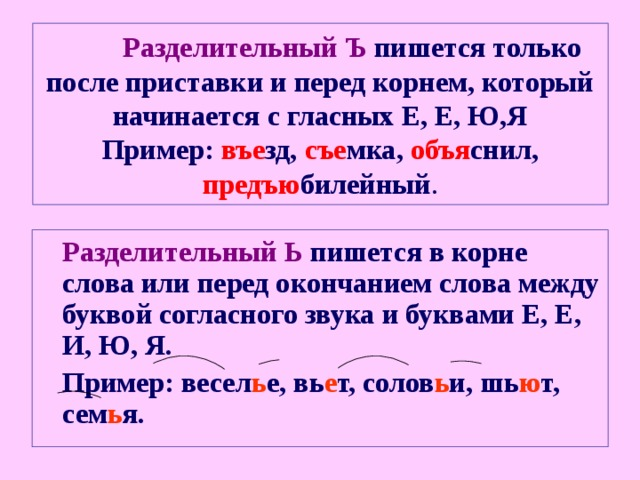 Разделительный Ъ пишется только
после приставки и перед корнем, который
начинается с гласных Е, Е, Ю,Я
Пример: въезд, съемка, объяснил,
предъюбилейный.
Разделительный Ь пишется в корне
слова или перед окончанием слова между
буквой согласного звука и буквами Е, Е,
И, Ю, Я.
Пример: веселье, вьет, соловьи, шьют,
семья.